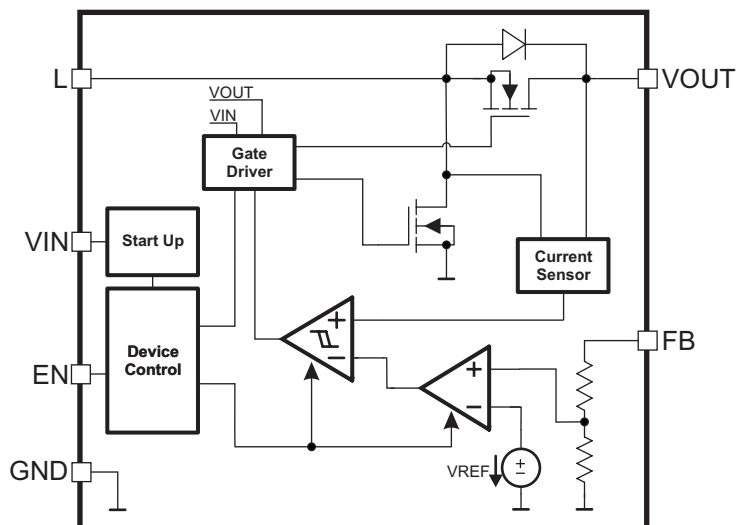 L
VOUT
VOUT
VIN
Gate
Driver
VIN
Start Up
Current
Sensor
EN
Device
Control
FB
+
−
+
−
GND
VREF
±